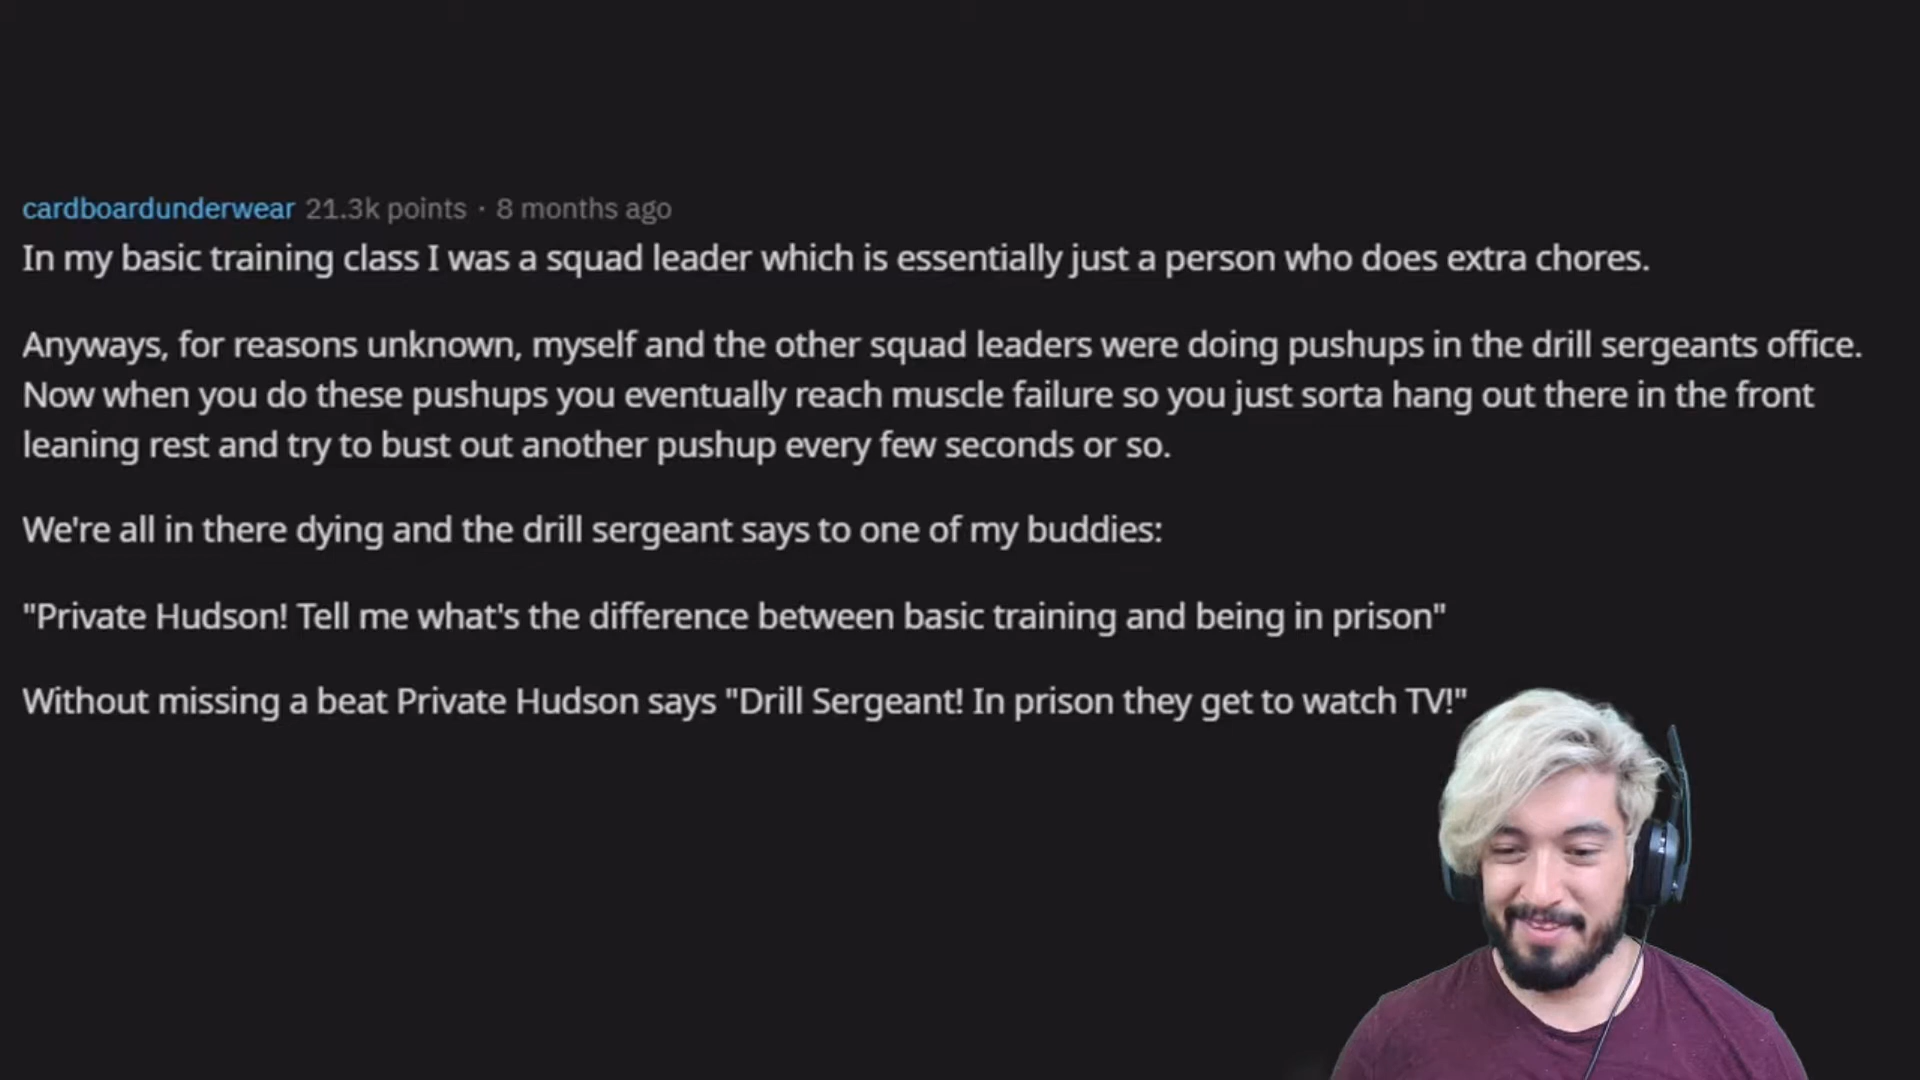 cardboardunderwear 21.3k points · 8 months ago
In my basic training class I was a squad leader which is essentially just a person who does extra chores.
Anyways, for reasons unknown, myself and the other squad leaders were doing pushups in the drill sergeants office.
Now when you do these pushups you eventually reach muscle failure so you just sorta hang out there in the front
leaning rest and try to bust out another pushup every few seconds or so.
We're all in there dying and the drill sergeant says to one of my buddies:
"Private Hudson! Tell me what's the difference between basic training and being in prison"
Without missing a beat Private Hudson says "Drill Sergeant! In prison they get to watch TV!"